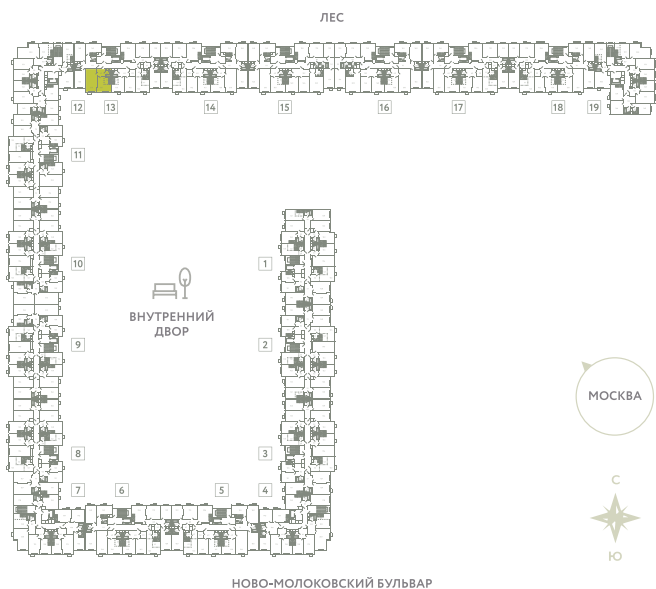 ЛЕС
12 13 14 15 16 17 18 19
11
10 1
ВНУТРЕННИЙ
ДВОР
9 2
МОСКВА
8 3
7 6 5 4
С
Ю
НОВО-МОЛОКОВСКИЙ БУЛЬВАР